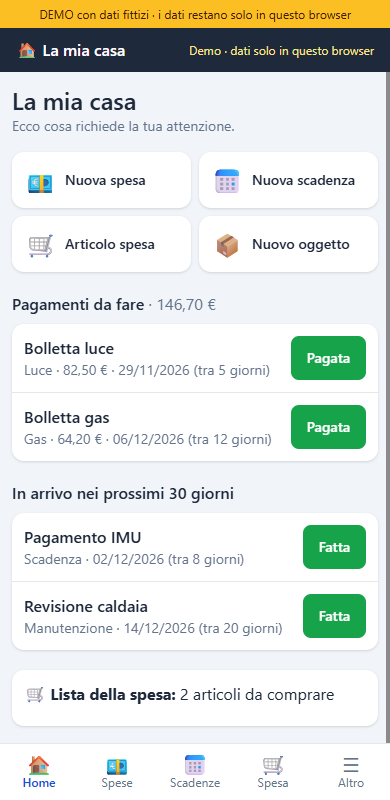 DEMO con dati fittizi · i dati restano solo in questo browser
La mia casa
Demo · dati solo in questo browser
La mia casa
Ecco cosa richiede la tua attenzione.
Nuova spesa
Nuova scadenza
Articolo spesa
Nuovo oggetto
Pagamenti da fare · 146,70 €
Bolletta luce
Luce · 82,50 € · 29/11/2026 (tra 5 giorni)
Pagata
Bolletta gas
Gas · 64,20 € · 06/12/2026 (tra 12 giorni)
Pagata
In arrivo nei prossimi 30 giorni
Pagamento IMU
Scadenza · 02/12/2026 (tra 8 giorni)
Fatta
Revisione caldaia
Manutenzione · 14/12/2026 (tra 20 giorni)
Fatta
Lista della spesa: 2 articoli da comprare
Home
Spese
Scadenze
Spesa
Altro